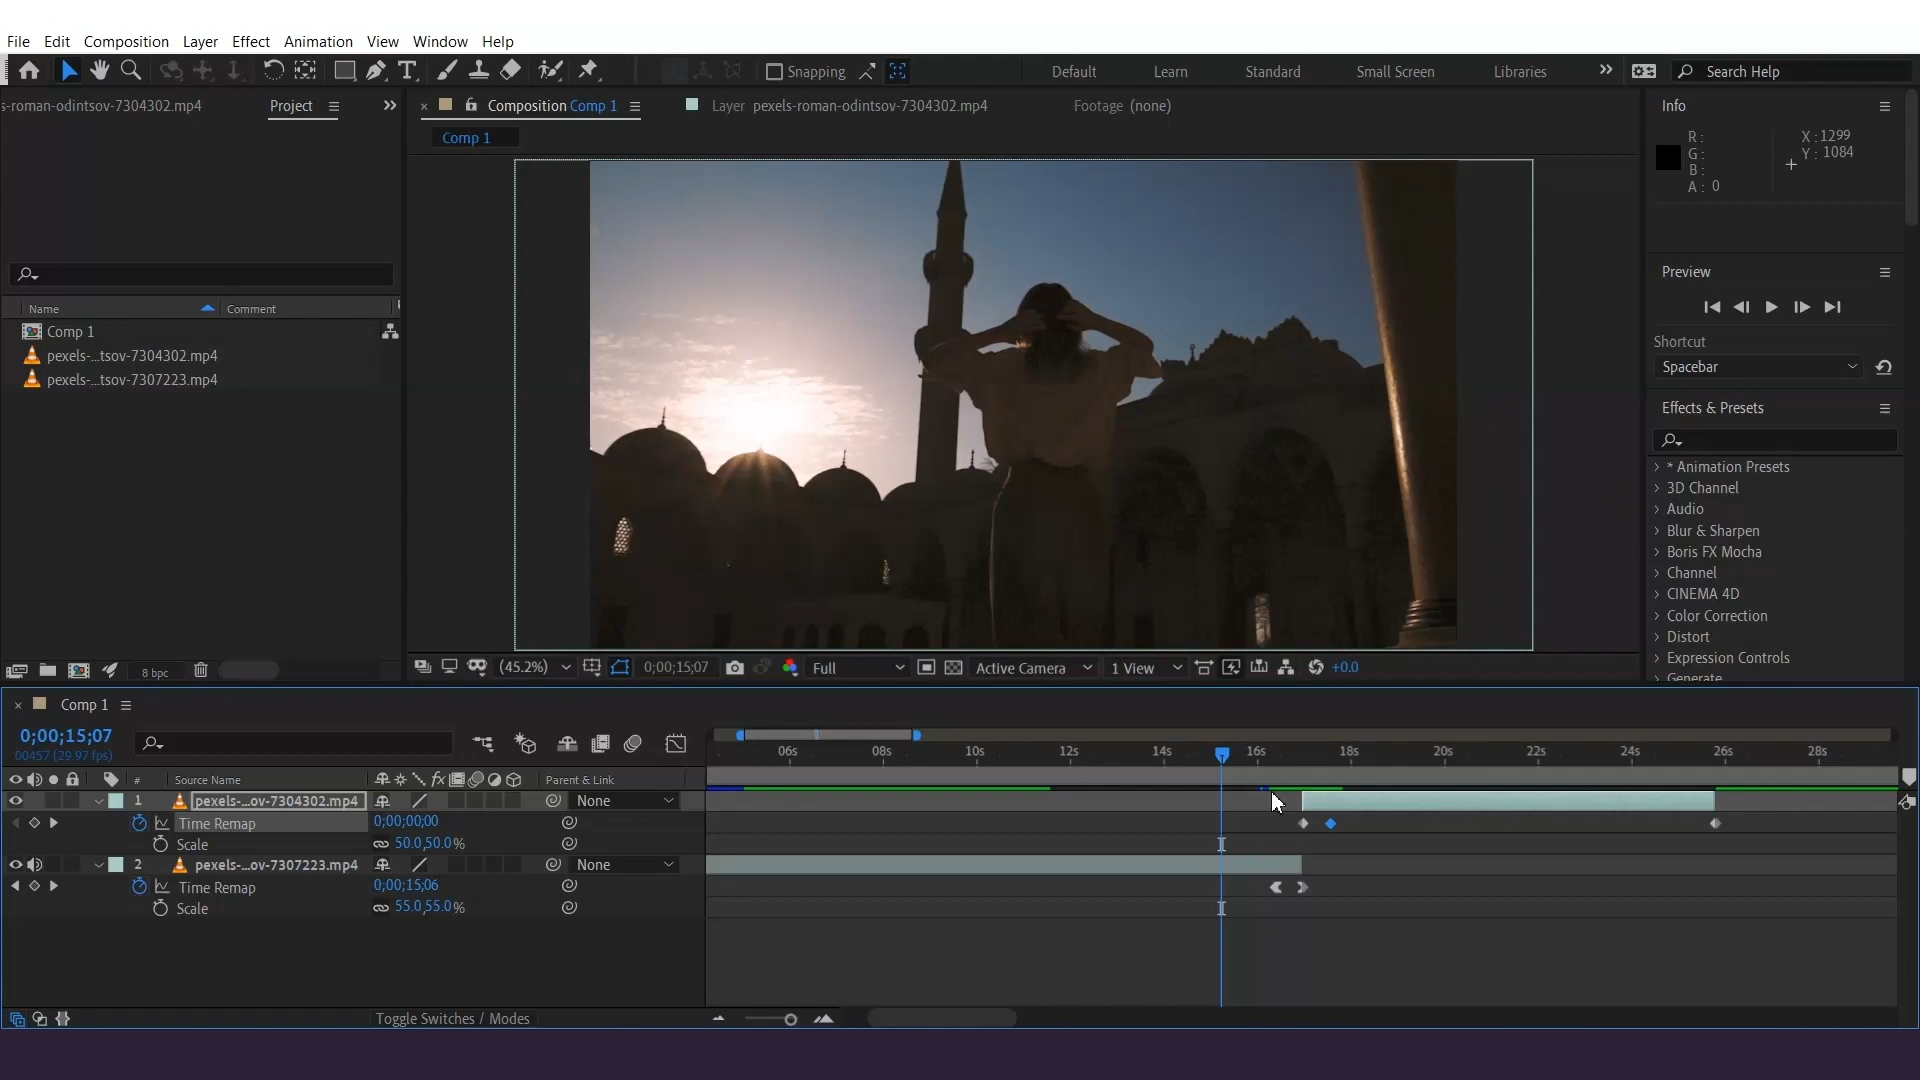 File Edit Composition Layer Effect Animation View Window Help
Snapping Default Learn Standard Small Screen Libraries Search Help
s-roman-odintsov-7304302.mp4 Project
Composition Comp 1 Layer pexels-roman-odintsov-7304302.mp4 Footage (none)
Comp 1
Info
R :
G :
B :
A : 0
X : 1299
Y : 1084
Preview
Shortcut
Spacebar
Effects & Presets
* Animation Presets
3D Channel
Audio
Blur & Sharpen
Boris FX Mocha
Channel
CINEMA 4D
Color Correction
Distort
Expression Controls
Generate
Name Comment
Comp 1
pexels-...tsov-7304302.mp4
pexels-...tsov-7307223.mp4
8 bpc
(45.2%) 0;00;15;07 Full Active Camera 1 View +0.0
Comp 1
0;00;15;07
00457 (29.97 fps)
06s 08s 10s 12s 14s 16s 18s 20s 22s 24s 26s 28s
# Source Name Parent & Link
1 pexels-...ov-7304302.mp4 None
Time Remap 0;00;00;00
Scale 50.0,50.0%
2 pexels-...ov-7307223.mp4 None
Time Remap 0;00;15;06
Scale 55.0,55.0%
Toggle Switches / Modes